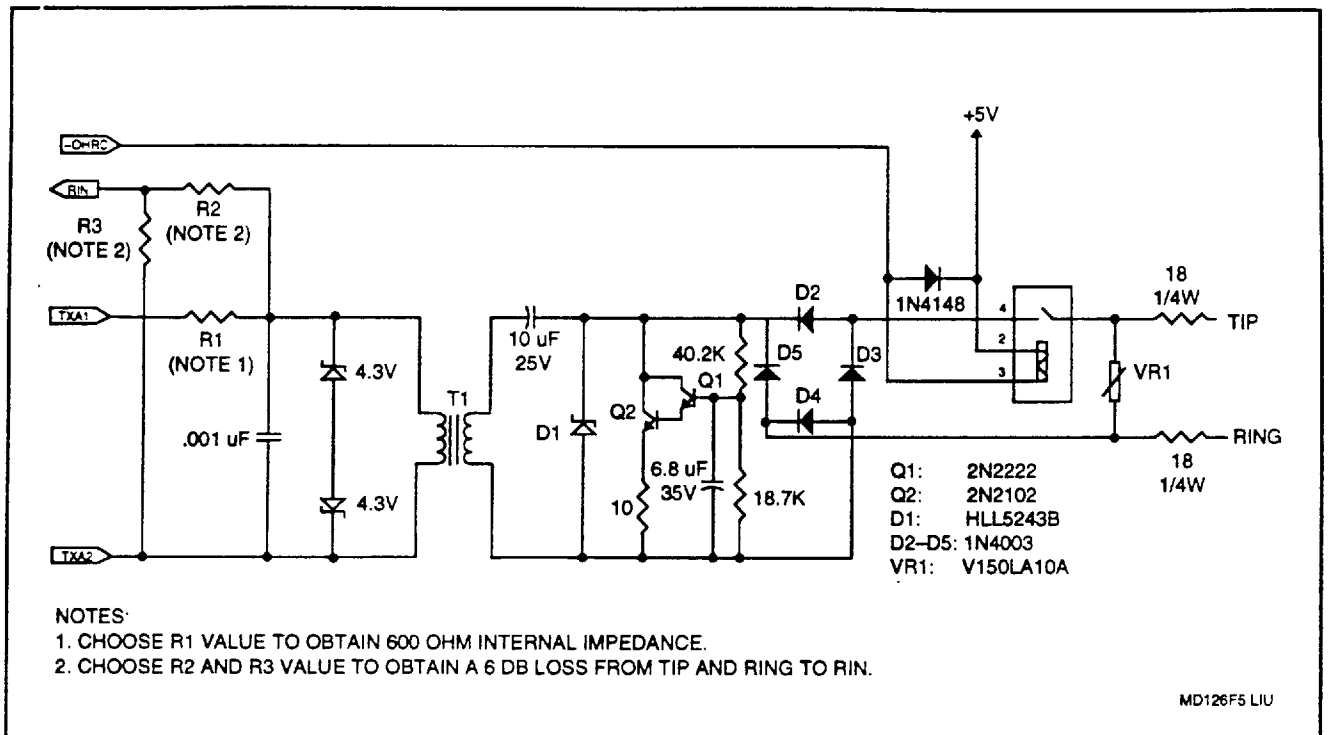 +5V
-OHRC
RIN
R3
(NOTE 2)
R2
(NOTE 2)
1N4148
18
1/4W
TIP
TXA1
R1
(NOTE 1)
4.3V
10 uF
25V
D2
40.2K
D5
D3
4
2
3
VR1
T1
Q1
Q2
D4
.001 uF
D1
6.8 uF
35V
RING
18
1/4W
4.3V
10
18.7K
TXA2
Q1: 2N2222
Q2: 2N2102
D1: HLL5243B
D2–D5: 1N4003
VR1: V150LA10A
NOTES:
1. CHOOSE R1 VALUE TO OBTAIN 600 OHM INTERNAL IMPEDANCE.
2. CHOOSE R2 AND R3 VALUE TO OBTAIN A 6 DB LOSS FROM TIP AND RING TO RIN.
MD126F5 LIU